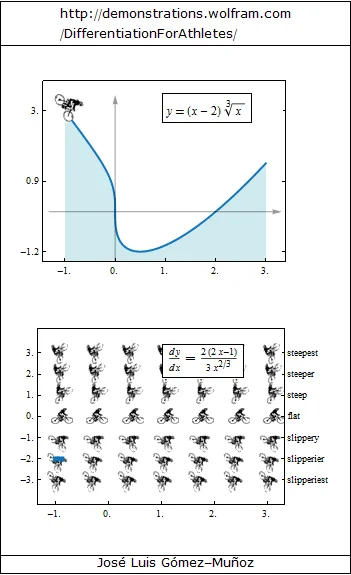 http://demonstrations.wolfram.com
/DifferentiationForAthletes/
3.
y = (x − 2) ∛x
0.9
−1.2
−1. 0. 1. 2. 3.
3. steepest
dy/dx = 2 (2 x−1) / 3 x^(2/3)
2. steeper
1. steep
0. flat
−1. slippery
−2. slipperier
−3. slipperiest
−1. 0. 1. 2. 3.
José Luis Gómez−Muñoz